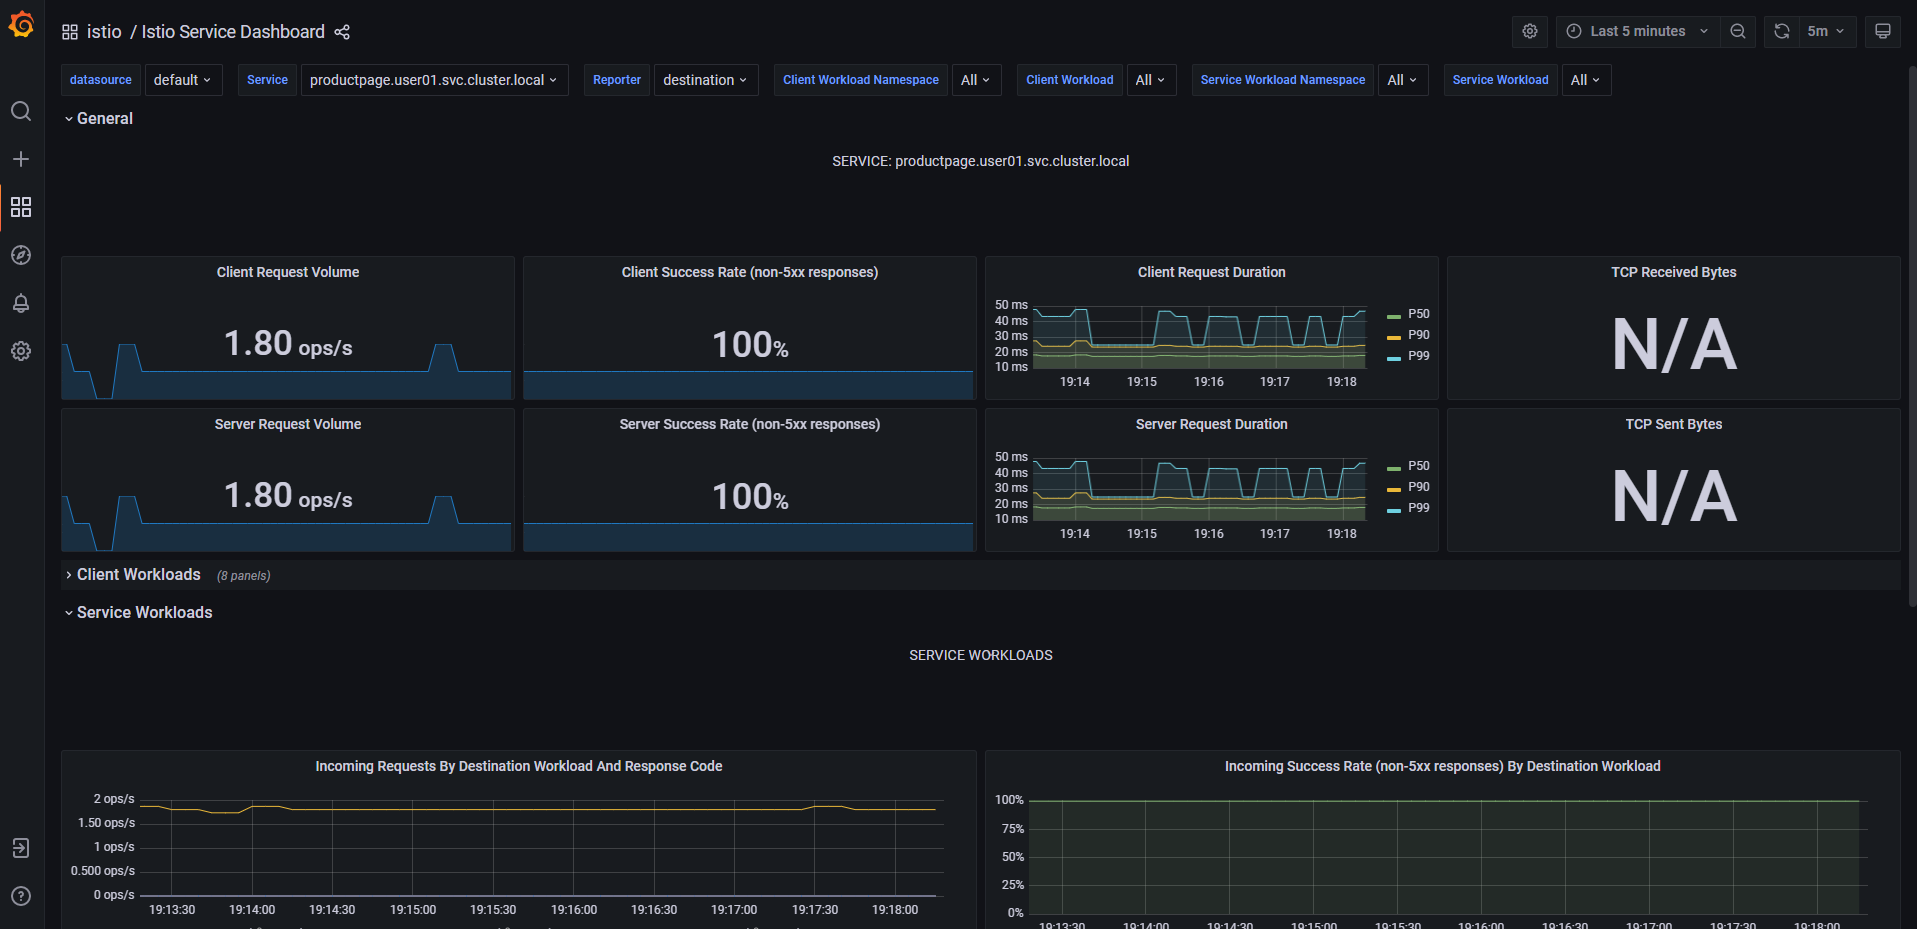 istio / Istio Service Dashboard
Last 5 minutes
5m
datasource default Service productpage.user01.svc.cluster.local Reporter destination Client Workload Namespace All Client Workload All Service Workload Namespace All Service Workload All
General
SERVICE: productpage.user01.svc.cluster.local
Client Request Volume
1.80 ops/s
Client Success Rate (non-5xx responses)
100%
Client Request Duration
50 ms
40 ms
30 ms
20 ms
10 ms
19:14 19:15 19:16 19:17 19:18
P50
P90
P99
TCP Received Bytes
N/A
Server Request Volume
1.80 ops/s
Server Success Rate (non-5xx responses)
100%
Server Request Duration
50 ms
40 ms
30 ms
20 ms
10 ms
19:14 19:15 19:16 19:17 19:18
P50
P90
P99
TCP Sent Bytes
N/A
Client Workloads (8 panels)
Service Workloads
SERVICE WORKLOADS
Incoming Requests By Destination Workload And Response Code
2 ops/s
1.50 ops/s
1 ops/s
0.500 ops/s
0 ops/s
19:13:30 19:14:00 19:14:30 19:15:00 19:15:30 19:16:00 19:16:30 19:17:00 19:17:30 19:18:00
Incoming Success Rate (non-5xx responses) By Destination Workload
100%
75%
50%
25%
0%
19:13:30 19:14:00 19:14:30 19:15:00 19:15:30 19:16:00 19:16:30 19:17:00 19:17:30 19:18:00